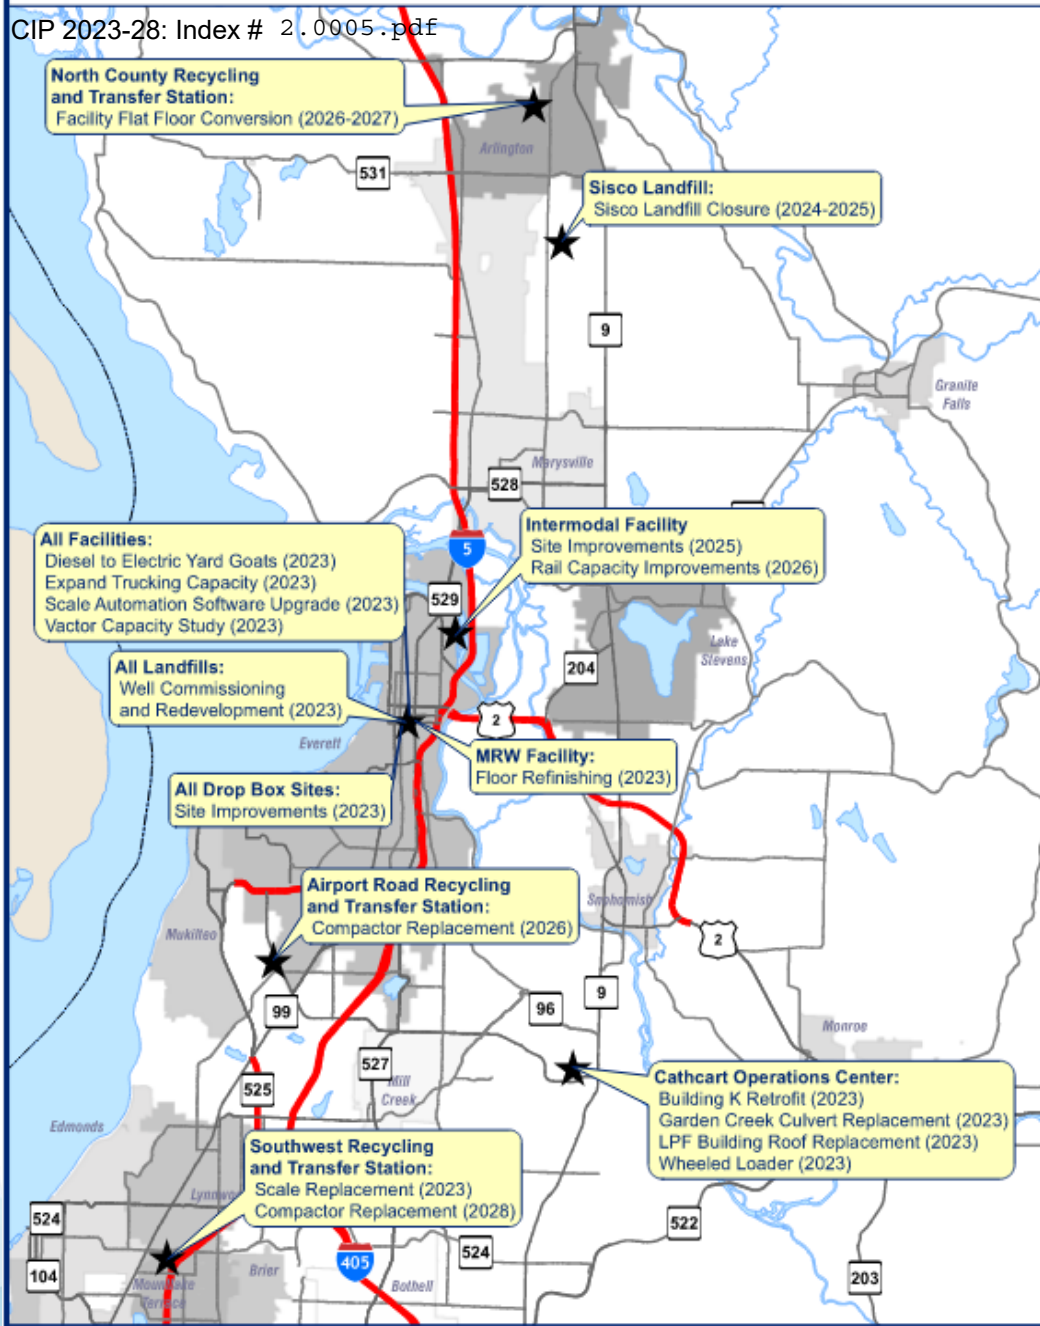 CIP 2023-28: Index # 2.0005.pdf
North County Recycling
and Transfer Station:
Facility Flat Floor Conversion (2026-2027)
Arlington
531
Sisco Landfill:
Sisco Landfill Closure (2024-2025)
9
Granite
Falls
Marysville
528
All Facilities:
Diesel to Electric Yard Goats (2023)
Expand Trucking Capacity (2023)
Scale Automation Software Upgrade (2023)
Vactor Capacity Study (2023)
Intermodal Facility
Site Improvements (2025)
Rail Capacity Improvements (2026)
5
529
Lake
Stevens
204
All Landfills:
Well Commissioning
and Redevelopment (2023)
2
Everett
MRW Facility:
Floor Refinishing (2023)
All Drop Box Sites:
Site Improvements (2023)
Airport Road Recycling
and Transfer Station:
Compactor Replacement (2026)
Snohomish
Mukilteo
2
99
9
96
Monroe
527
Mill
Creek
525
Cathcart Operations Center:
Building K Retrofit (2023)
Garden Creek Culvert Replacement (2023)
LPF Building Roof Replacement (2023)
Wheeled Loader (2023)
Edmonds
Southwest Recycling
and Transfer Station:
Scale Replacement (2023)
Compactor Replacement (2028)
Lynnwo
524
522
524
405
104
Brier
Bothell
203
Mountlake
Terrace